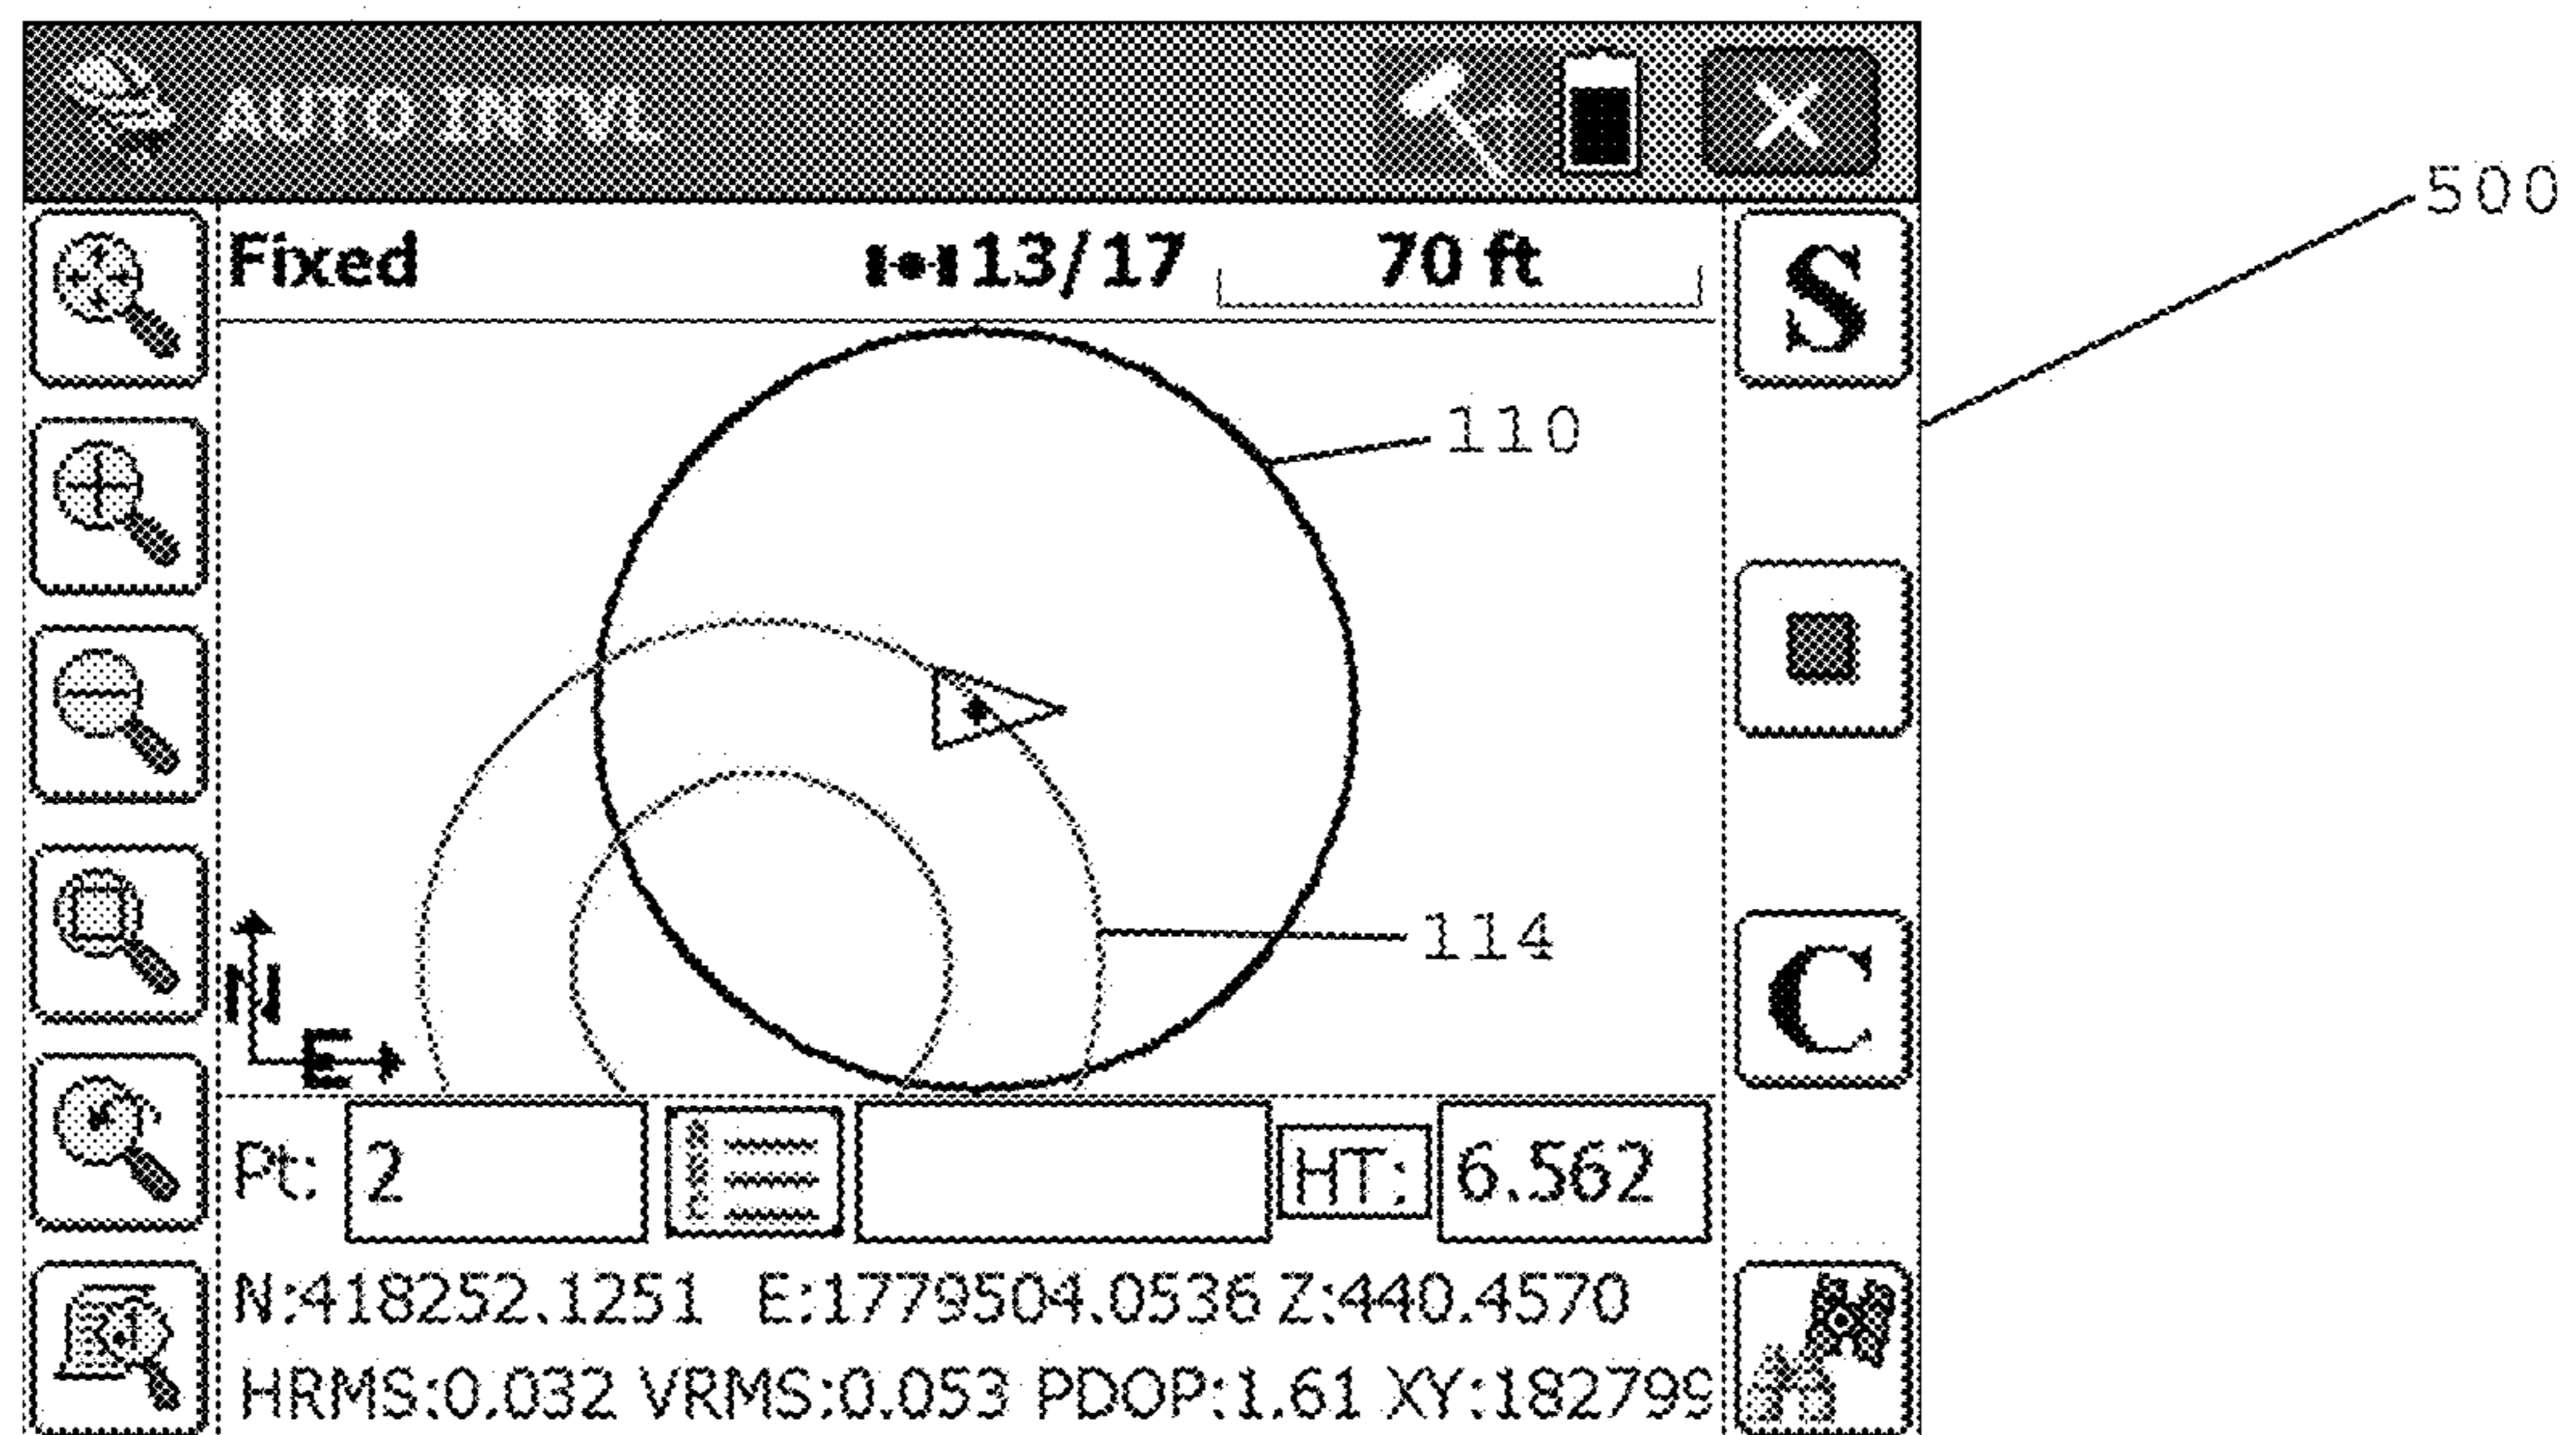 AUTO INTVL
500
Fixed 13/17 70 ft
S
110
114
C
N
E
Pt: 2 HT: 6.562
N:418252.1251 E:1779504.0536 Z:440.4570
HRMS:0.032 VRMS:0.053 PDOP:1.61 XY:182799